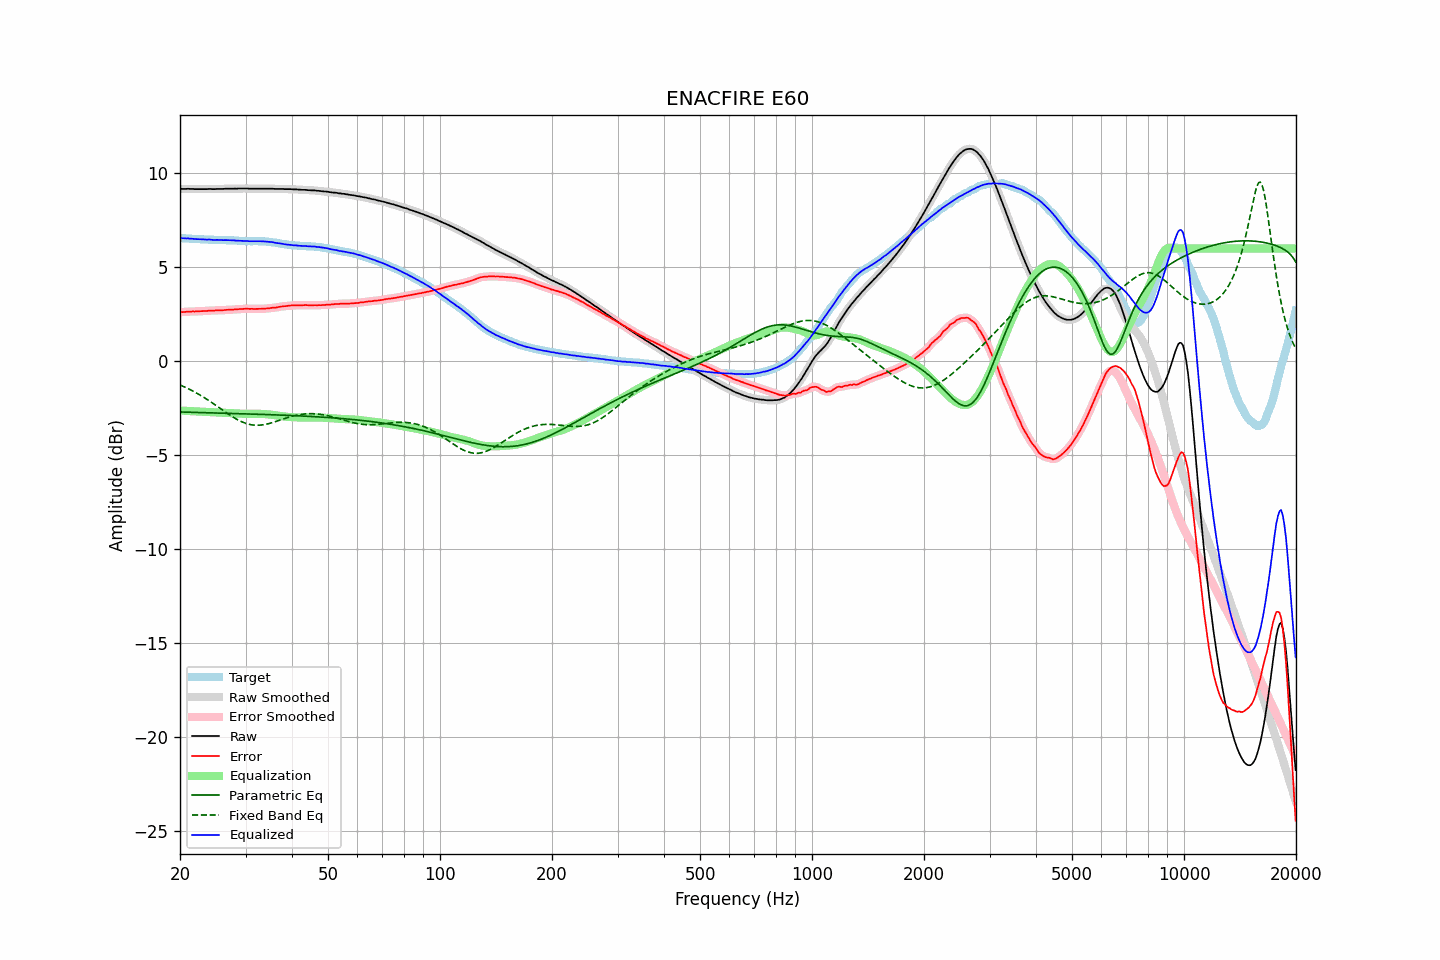 ENACFIRE E60
Amplitude (dBr)
10
5
0
−5
−10
−15
−20
−25
Target
Raw Smoothed
Error Smoothed
Raw
Error
Equalization
Parametric Eq
Fixed Band Eq
Equalized
20 50 100 200 500 1000 2000 5000 10000 20000
Frequency (Hz)